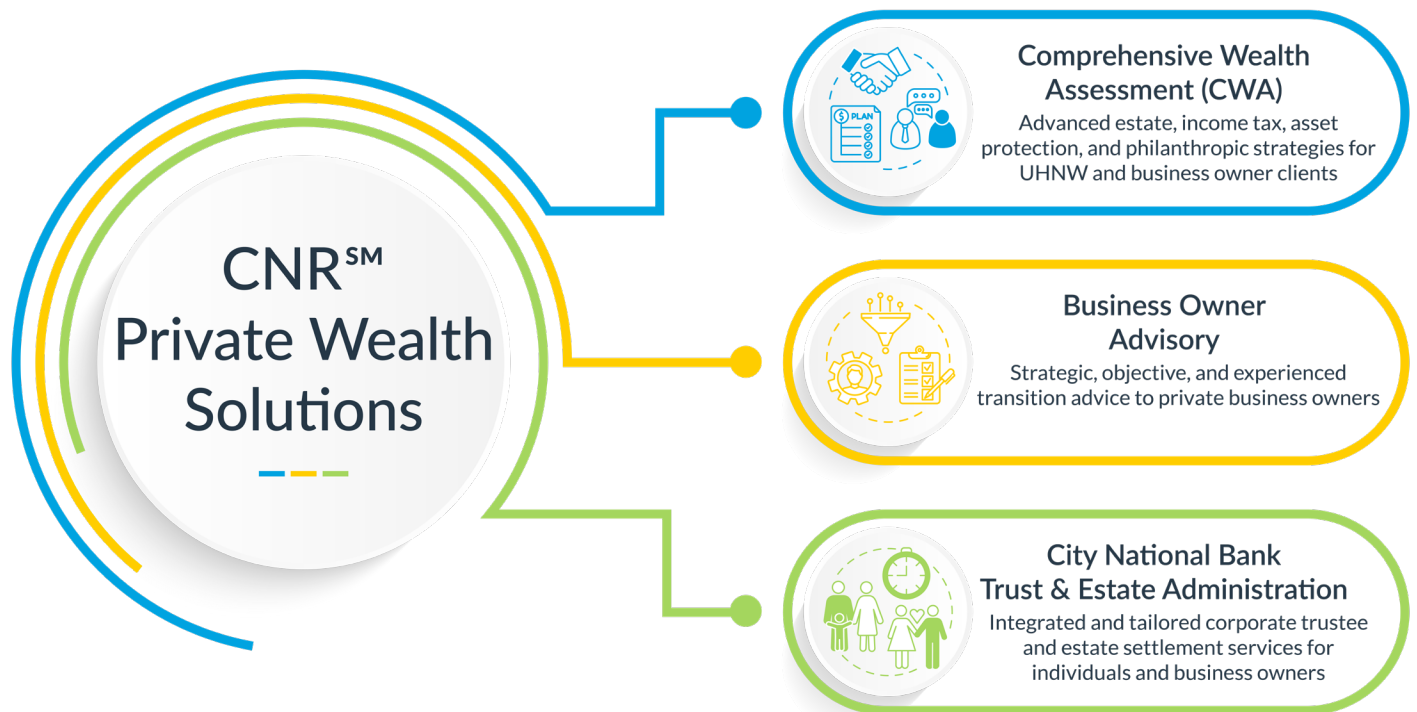 CNR℠
Private Wealth
Solutions
Comprehensive Wealth
Assessment (CWA)
Advanced estate, income tax, asset
protection, and philanthropic strategies for
UHNW and business owner clients
$ PLAN
Business Owner
Advisory
Strategic, objective, and experienced
transition advice to private business owners
City National Bank
Trust & Estate Administration
Integrated and tailored corporate trustee
and estate settlement services for
individuals and business owners